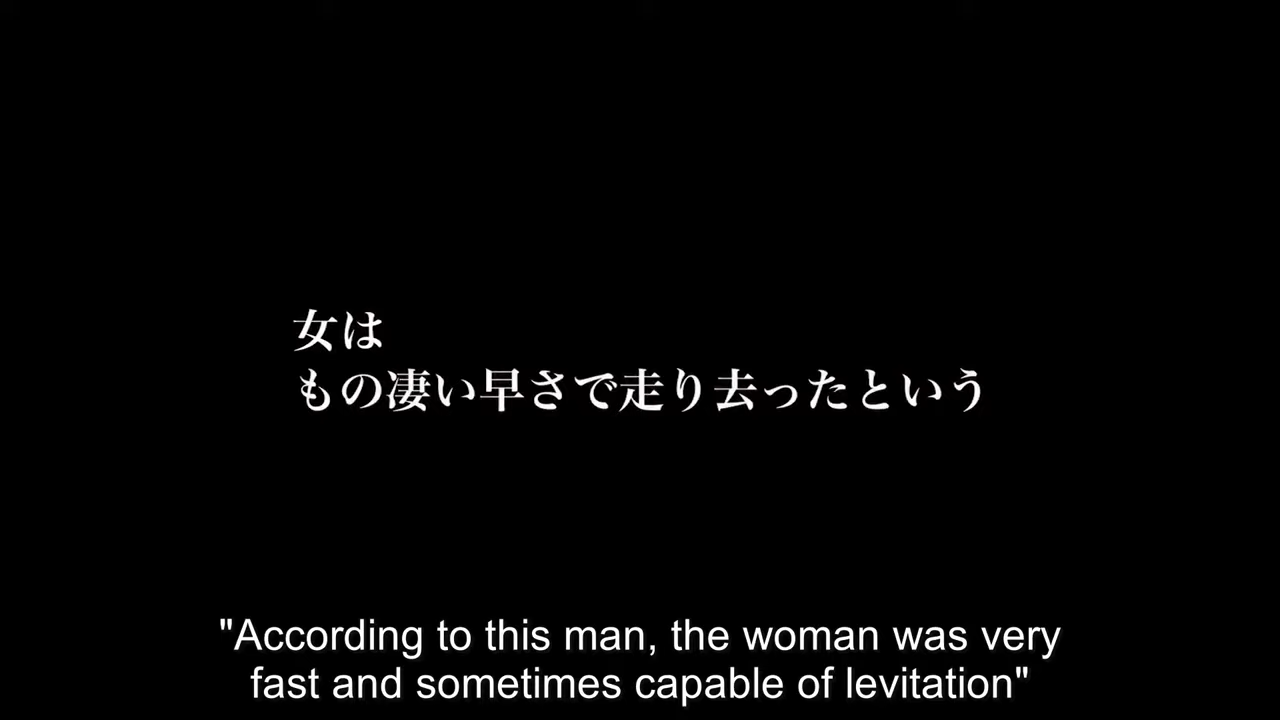 女は
もの凄い早さで走り去ったという
"According to this man, the woman was very
fast and sometimes capable of levitation"